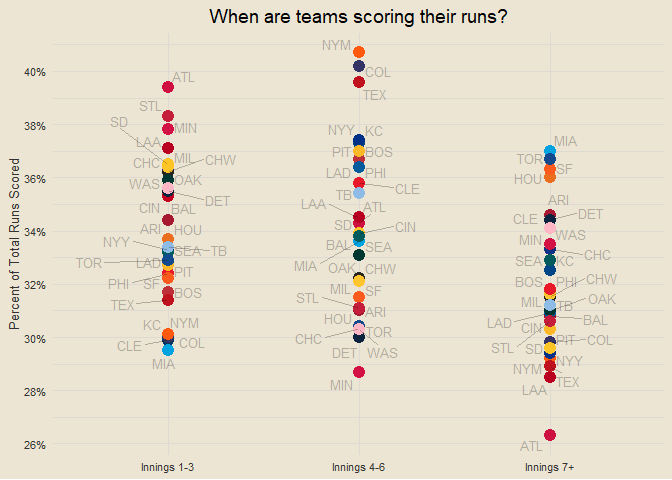 When are teams scoring their runs?
Percent of Total Runs Scored
40%
38%
36%
34%
32%
30%
28%
26%
ATL
STL
SD
MIN
LAA
CHC
MIL
CHW
WAS
OAK
DET
CIN
BAL
ARI
HOU
NYY
SEA
TB
TOR
LAD
PIT
PHI
SF
BOS
TEX
KC
NYM
CLE
COL
MIA
NYM
COL
TEX
NYY
KC
PIT
BOS
LAD
PHI
CLE
TB
LAA
ATL
SD
CIN
BAL
SEA
MIA
OAK
CHW
MIL
SF
STL
ARI
HOU
TOR
CHC
DET
WAS
MIN
MIA
TOR
SF
HOU
ARI
CLE
DET
MIN
WAS
CHC
SEA
KC
BOS
PHI
CHW
MIL
TB
OAK
LAD
BAL
CIN
STL
SD
PIT
COL
NYY
NYM
TEX
LAA
ATL
Innings 1-3
Innings 4-6
Innings 7+